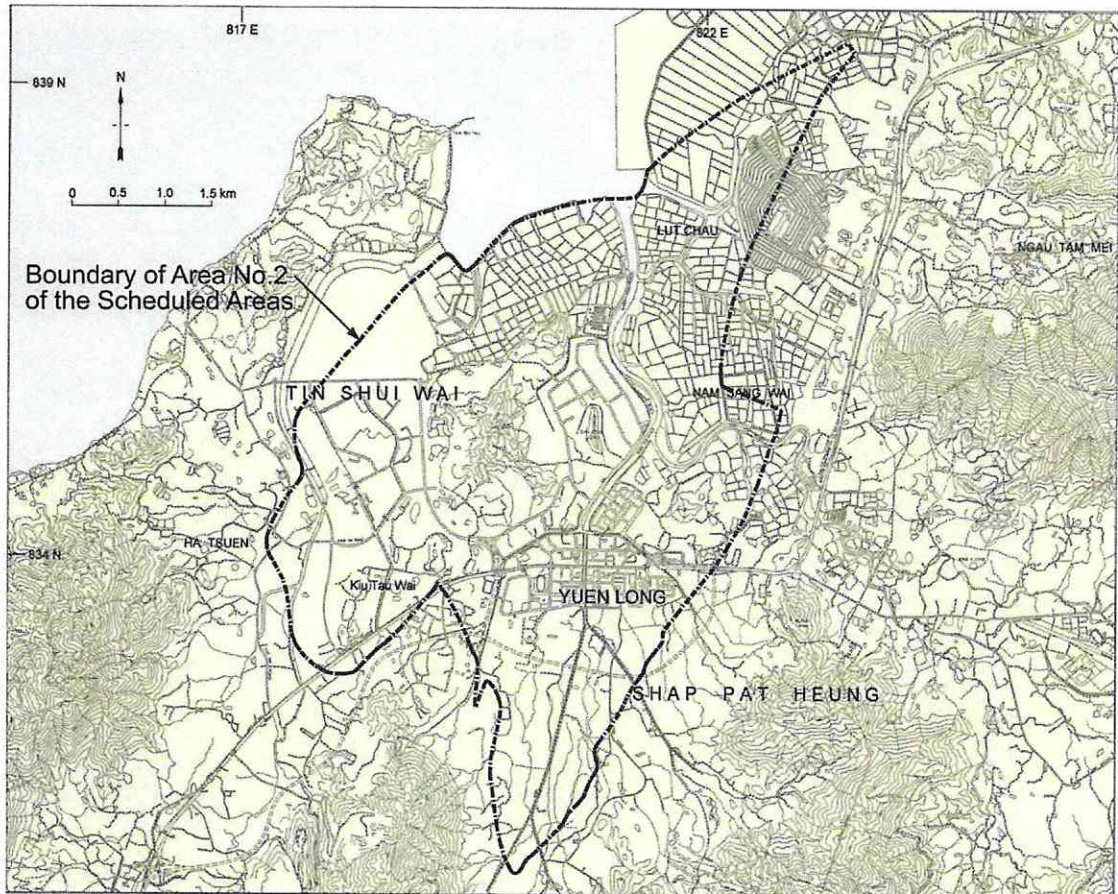 817 E
822 E
839 N
N
0 0.5 1.0 1.5 km
LUT CHAU
NGAU TAM MEI
Boundary of Area No.2
of the Scheduled Areas
TIN SHUI WAI
NAM SANG WAI
HA TSUEN
834 N
Kiu Tau Wai
YUEN LONG
SHAP PAT HEUNG